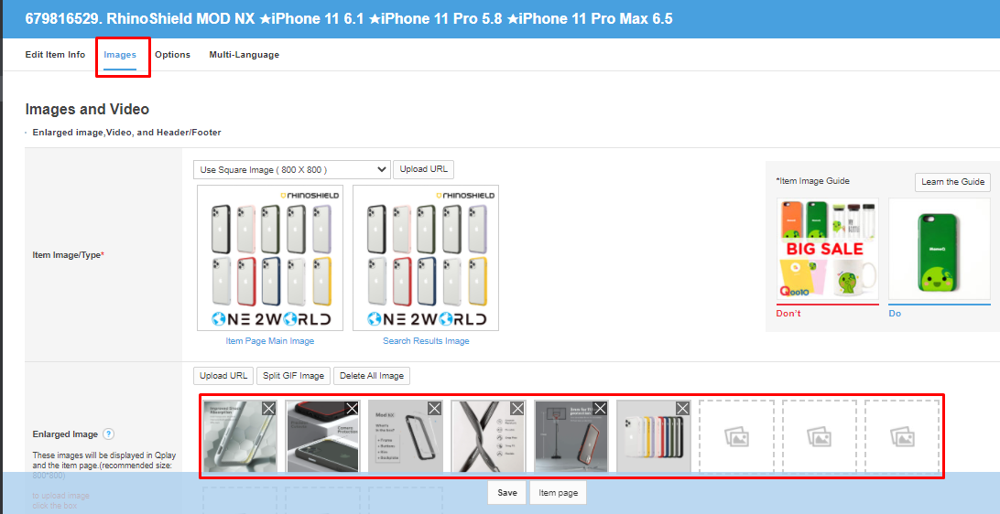 679816529. RhinoShield MOD NX ★iPhone 11 6.1 ★iPhone 11 Pro 5.8 ★iPhone 11 Pro Max 6.5
Edit Item Info Images Options Multi-Language
Images and Video
· Enlarged image,Video, and Header/Footer
Use Square Image ( 800 X 800 ) Upload URL
*Item Image Guide Learn the Guide
RHINOSHIELD RHINOSHIELD
BIG SALE
Item Image/Type*
Qoo10
ONE 2WORLD ONE 2WORLD
Don't Do
Item Page Main Image Search Results Image
Upload URL Split GIF Image Delete All Image
Enlarged Image ?
Mod NX
These images will be displayed in Qplay
and the item page.(recommended size:
800*800)
to upload image
click the box
Save Item page